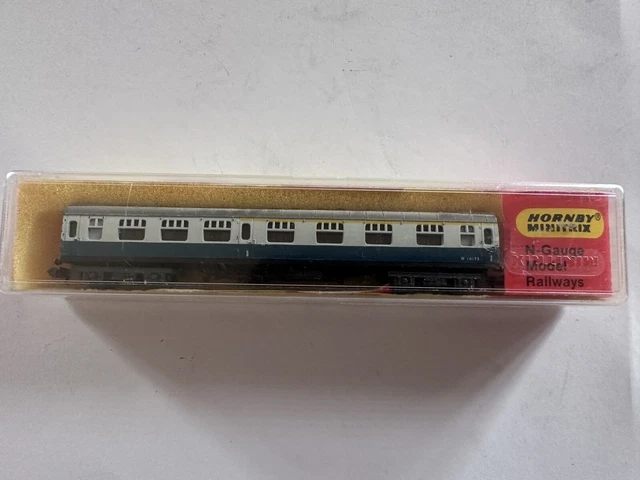 HORNBY®
MINITRIX
N-Gauge
Model
Railways